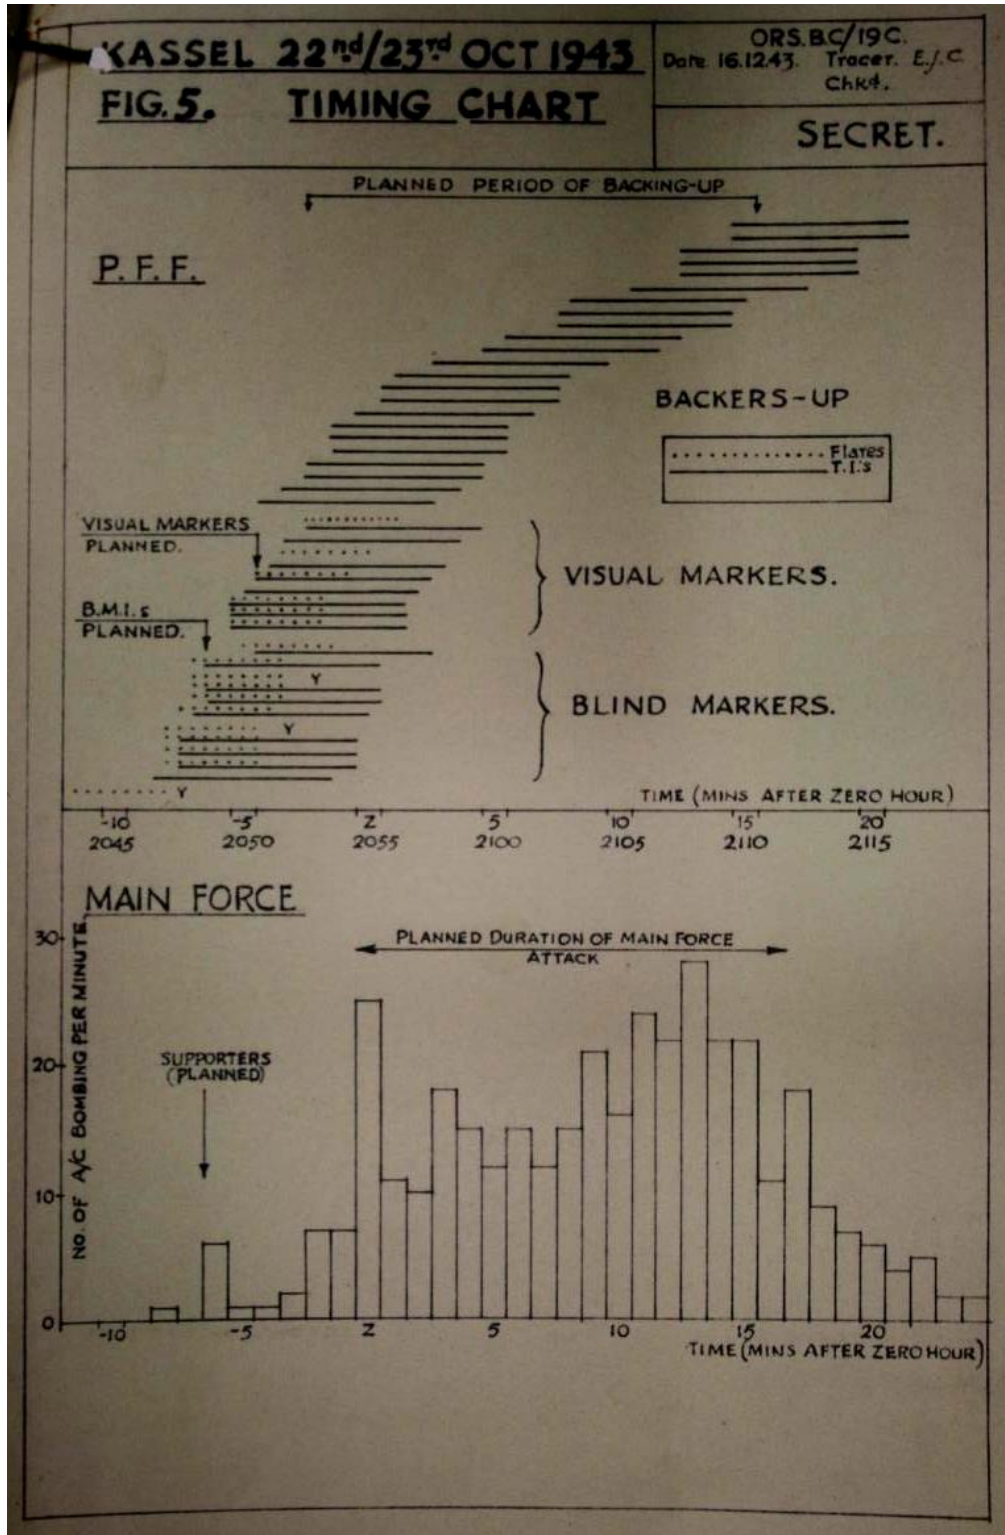 KASSEL 22nd/23rd OCT 1943
FIG. 5. TIMING CHART
ORS.BC/19C.
Date 16.12.43. Tracer. E.J.C.
Chkd.
SECRET.
PLANNED PERIOD OF BACKING-UP
P.F.F.
BACKERS-UP
Flares
T.I.'s
VISUAL MARKERS
PLANNED.
VISUAL MARKERS.
B.M.I.s
PLANNED.
Y
BLIND MARKERS.
Y
Y
TIME (MINS AFTER ZERO HOUR)
-10 -5 Z 5 10 15 20
2045 2050 2055 2100 2105 2110 2115
MAIN FORCE
30
20
10
0
NO. OF A/C BOMBING PER MINUTE.
PLANNED DURATION OF MAIN FORCE
ATTACK
SUPPORTERS
(PLANNED)
-10 -5 Z 5 10 15 20
TIME (MINS AFTER ZERO HOUR)